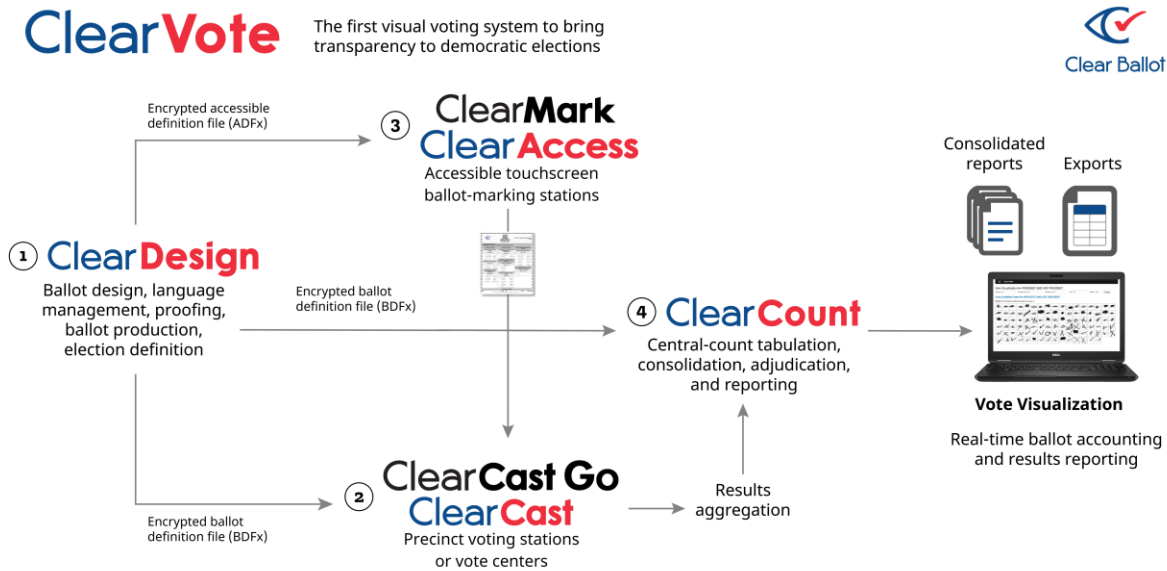 ClearVote
The first visual voting system to bring
transparency to democratic elections
Clear Ballot
Encrypted accessible
definition file (ADFx)
3
ClearMark
ClearAccess
Accessible touchscreen
ballot-marking stations
Consolidated
reports
Exports
1
ClearDesign
Ballot design, language
management, proofing,
ballot production,
election definition
Encrypted ballot
definition file (BDFx)
4
ClearCount
Central-count tabulation,
consolidation, adjudication,
and reporting
Vote Visualization
Real-time ballot accounting
and results reporting
2
ClearCast Go
ClearCast
Precinct voting stations
or vote centers
Results
aggregation
Encrypted ballot
definition file (BDFx)